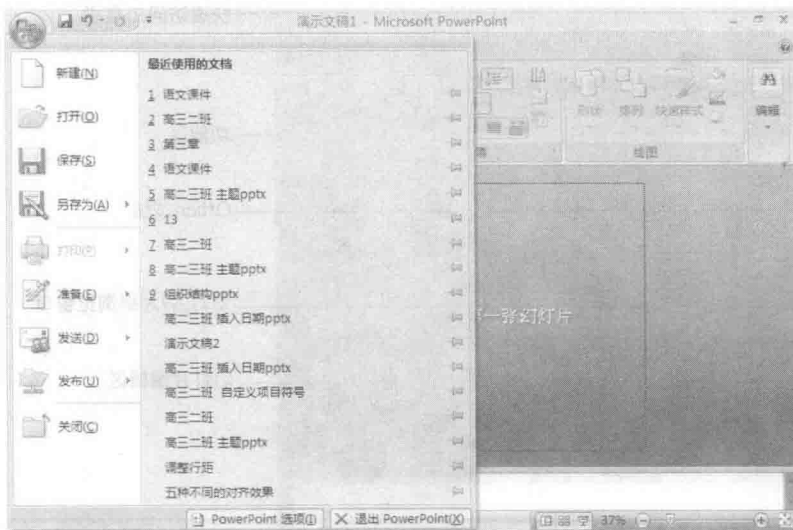 演示文稿1 - Microsoft PowerPoint
新建(N)
打开(O)
保存(S)
另存为(A)
打印(P)
准备(E)
发送(D)
发布(U)
关闭(C)
最近使用的文档
1 语文课件
2 高三二班
3 第三章
4 语文课件
5 高二三班 主题pptx
6 13
7 高三二班
8 高二三班 主题pptx
9 组织结构pptx
高二三班 插入日期pptx
演示文稿2
高二三班 插入日期pptx
高三二班 自定义项目符号
高三二班
高三二班 主题pptx
调整行距
五种不同的对齐效果
PowerPoint 选项(I)
退出 PowerPoint(X)
形状 排列 快速样式
编辑
绘图
一张幻灯片
37%